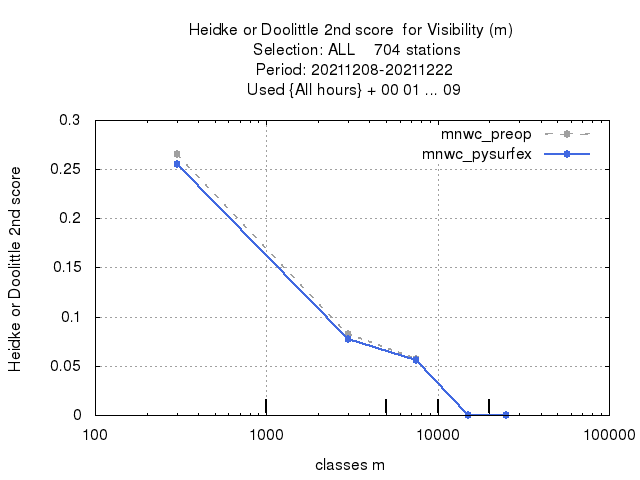 Heidke or Doolittle 2nd score  for Visibility (m)
Selection: ALL    704 stations
Period: 20211208-20211222
Used {All hours} + 00 01 ... 09
mnwc_preop
mnwc_pysurfex
Heidke or Doolittle 2nd score
0.3
0.25
0.2
0.15
0.1
0.05
0
100 1000 10000 100000
classes m